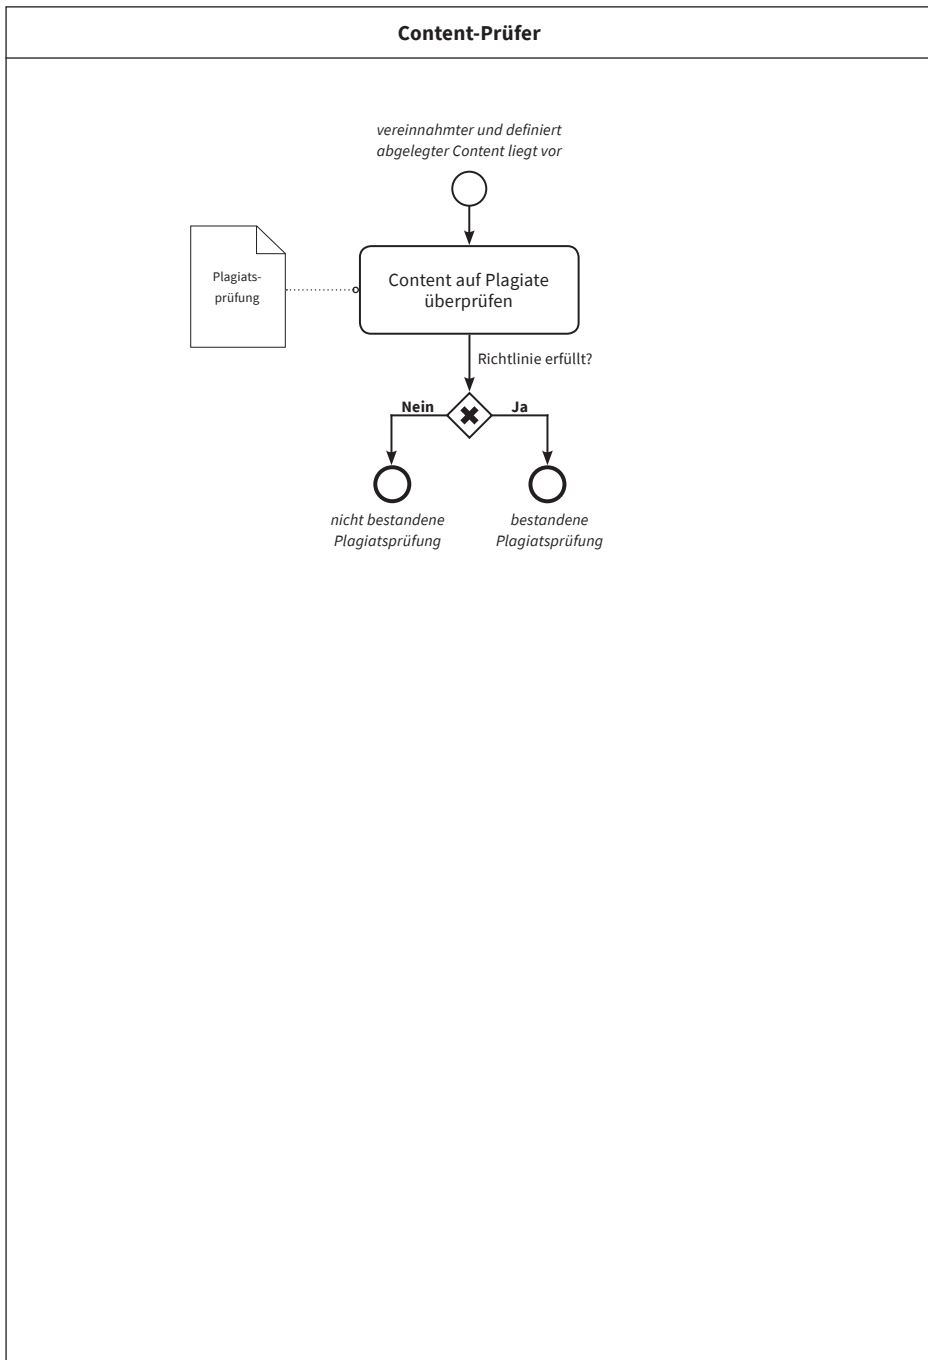 Content-Prüfer
vereinnahmter und definiert
abgelegter Content liegt vor
Plagiats-
prüfung
Content auf Plagiate
überprüfen
Richtlinie erfüllt?
Nein
Ja
nicht bestandene
Plagiatsprüfung
bestandene
Plagiatsprüfung